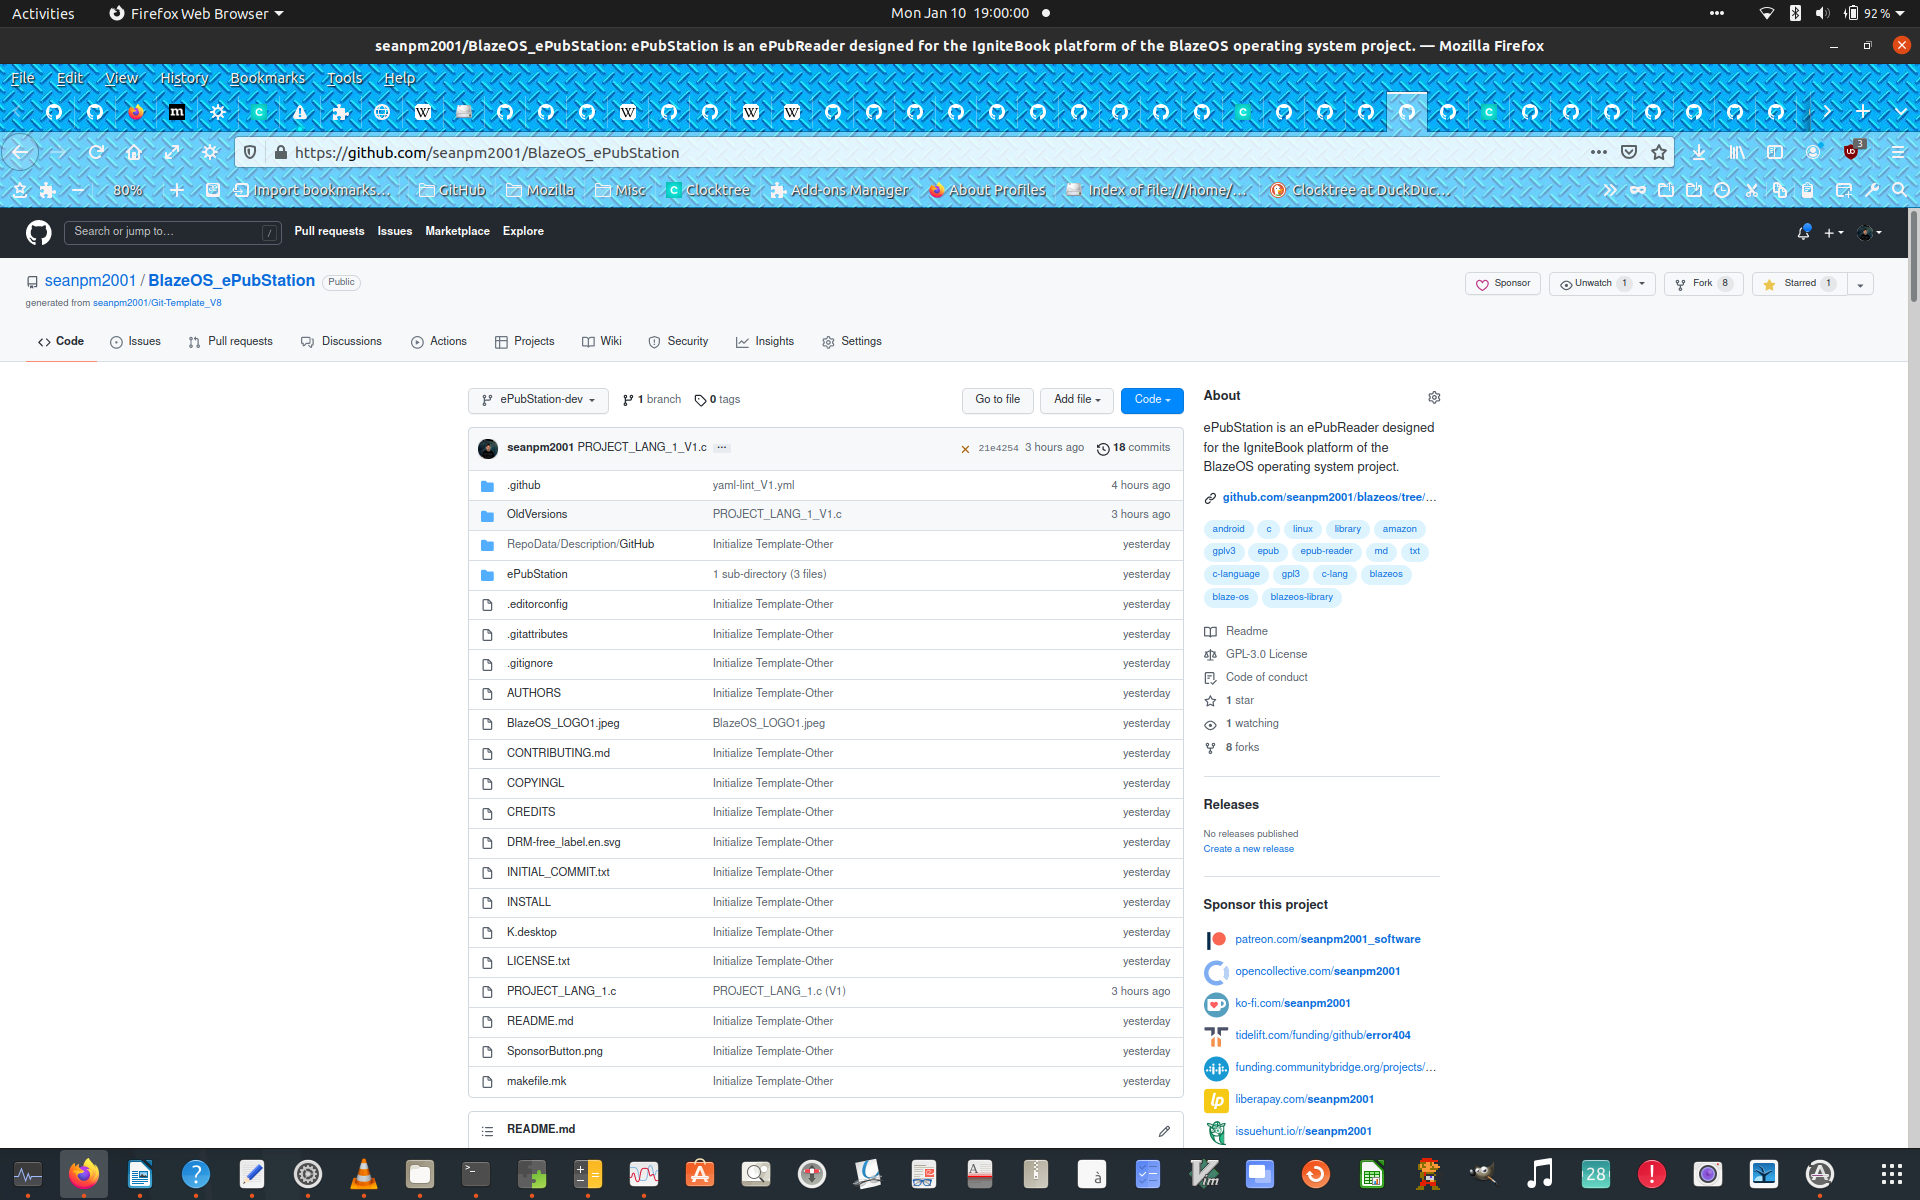 Activities
Firefox Web Browser
Mon Jan 10 19:00:00
92 %
seanpm2001/BlazeOS_ePubStation: ePubStation is an ePubReader designed for the IgniteBook platform of the BlazeOS operating system project. — Mozilla Firefox
File Edit View History Bookmarks Tools Help
https://github.com/seanpm2001/BlazeOS_ePubStation
3
80%
Import bookmarks...
GitHub
Mozilla
Misc
Clocktree
Add-ons Manager
About Profiles
Index of file:///home/...
Clocktree at DuckDuc...
Search or jump to...
/
Pull requests Issues Marketplace Explore
seanpm2001 / BlazeOS_ePubStation Public
generated from seanpm2001/Git-Template_V8
Sponsor
Unwatch 1
Fork 8
Starred 1
Code
Issues
Pull requests
Discussions
Actions
Projects
Wiki
Security
Insights
Settings
ePubStation-dev
1 branch
0 tags
Go to file
Add file
Code
seanpm2001 PROJECT_LANG_1_V1.c ...
21e4254 3 hours ago 18 commits
.github yaml-lint_V1.yml 4 hours ago
OldVersions PROJECT_LANG_1_V1.c 3 hours ago
RepoData/Description/GitHub Initialize Template-Other yesterday
ePubStation 1 sub-directory (3 files) yesterday
.editorconfig Initialize Template-Other yesterday
.gitattributes Initialize Template-Other yesterday
.gitignore Initialize Template-Other yesterday
AUTHORS Initialize Template-Other yesterday
BlazeOS_LOGO1.jpeg BlazeOS_LOGO1.jpeg yesterday
CONTRIBUTING.md Initialize Template-Other yesterday
COPYINGL Initialize Template-Other yesterday
CREDITS Initialize Template-Other yesterday
DRM-free_label.en.svg Initialize Template-Other yesterday
INITIAL_COMMIT.txt Initialize Template-Other yesterday
INSTALL Initialize Template-Other yesterday
K.desktop Initialize Template-Other yesterday
LICENSE.txt Initialize Template-Other yesterday
PROJECT_LANG_1.c PROJECT_LANG_1.c (V1) 3 hours ago
README.md Initialize Template-Other yesterday
SponsorButton.png Initialize Template-Other yesterday
makefile.mk Initialize Template-Other yesterday
README.md
About
ePubStation is an ePubReader designed
for the IgniteBook platform of the
BlazeOS operating system project.
github.com/seanpm2001/blazeos/tree/...
android c linux library amazon
gplv3 epub epub-reader md txt
c-language gpl3 c-lang blazeos
blaze-os blazeos-library
Readme
GPL-3.0 License
Code of conduct
1 star
1 watching
8 forks
Releases
No releases published
Create a new release
Sponsor this project
patreon.com/seanpm2001_software
opencollective.com/seanpm2001
ko-fi.com/seanpm2001
tidelift.com/funding/github/error404
funding.communitybridge.org/projects/...
liberapay.com/seanpm2001
issuehunt.io/r/seanpm2001
28